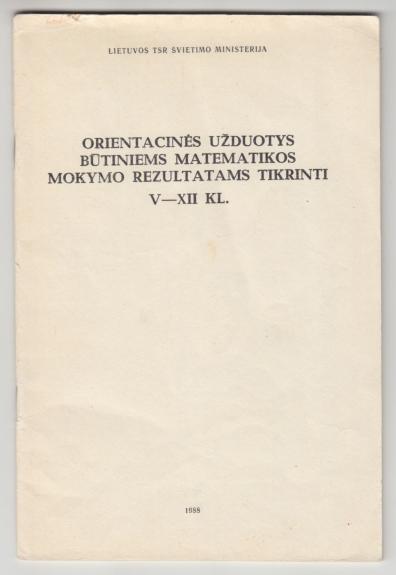 LIETUVOS TSR ŠVIETIMO MINISTERIJA
ORIENTACINĖS UŽDUOTYS
BŪTINIEMS MATEMATIKOS
MOKYMO REZULTATAMS TIKRINTI
V—XII KL.
1988